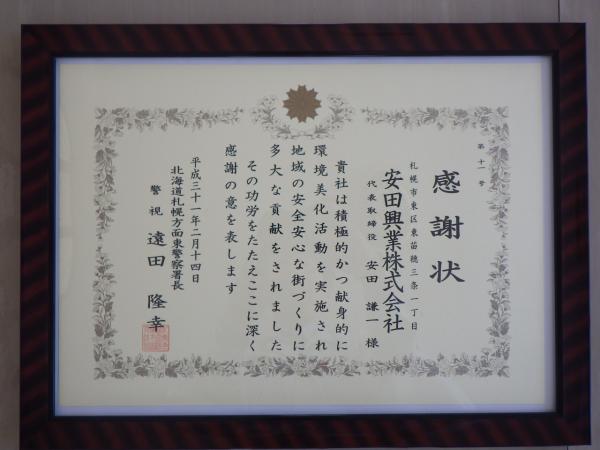 第十一号
感謝状
札幌市東区東苗穂三条一丁目
安田興業株式会社
代表取締役 安田 謙一 様
貴社は積極的かつ献身的に
環境美化活動を実施され
地域の安全安心な街づくりに
多大な貢献をされました
その功労をたたえここに深く
感謝の意を表します
平成三十一年二月十四日
北海道札幌方面東警察署長
警視 遠田 隆幸